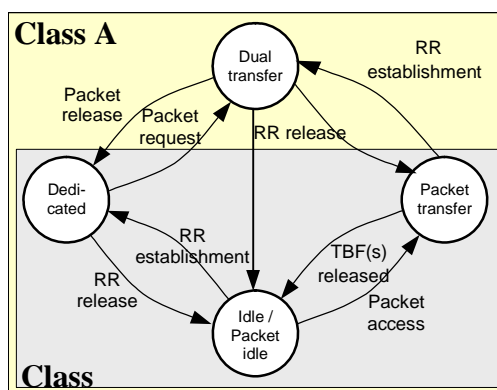 Class A
Dual
transfer
RR
establishment
Packet
release
Packet
request
RR release
Dedi-
cated
Packet
transfer
RR
establishment
TBF(s)
released
RR
release
Packet
access
Idle /
Packet
idle
Class